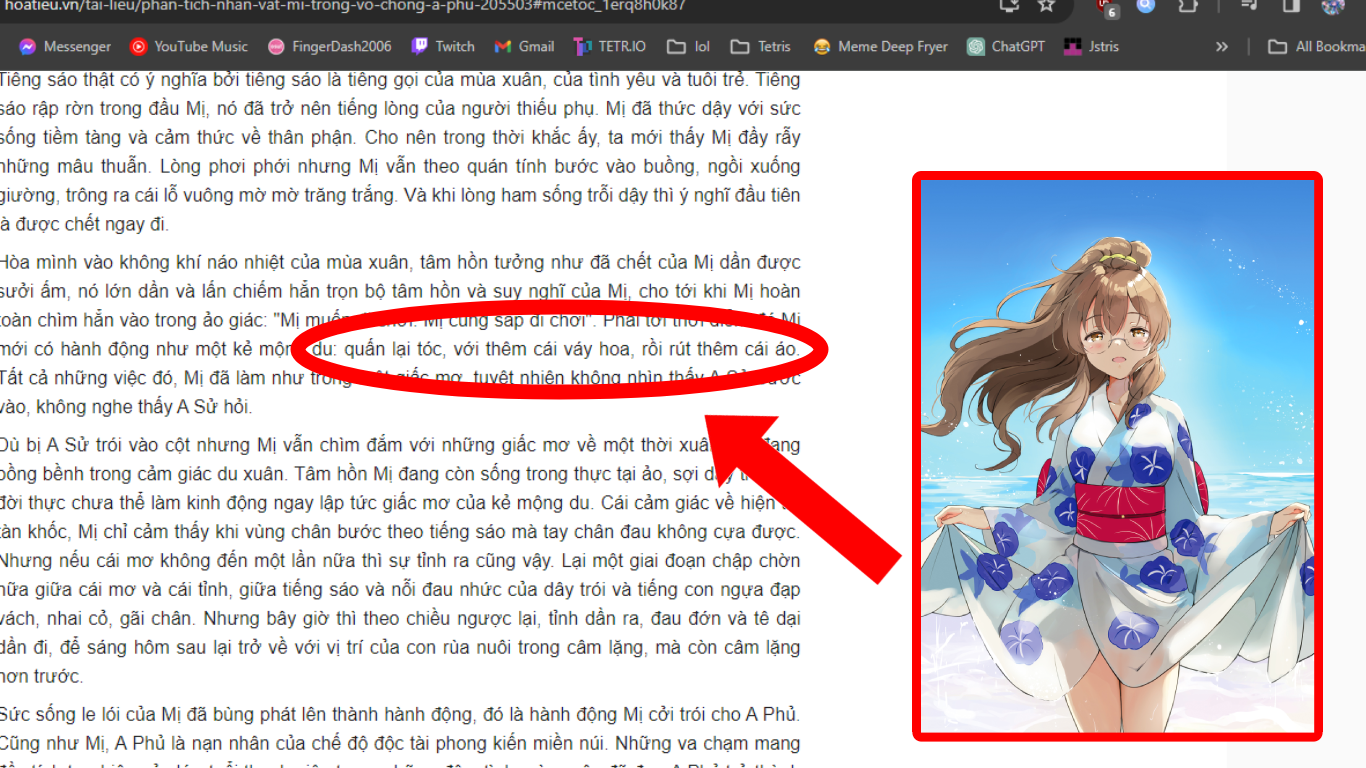 hoatieu.vn/tai-lieu/phan-tich-nhan-vat-mi-trong-vo-chong-a-phu-205503#mcetoc_1erq8h0k87
6
Messenger YouTube Music FingerDash2006 Twitch Gmail TETR.IO lol Tetris Meme Deep Fryer ChatGPT Jstris » All Bookma
Tiếng sáo thật có ý nghĩa bởi tiếng sáo là tiếng gọi của mùa xuân, của tình yêu và tuổi trẻ. Tiếng
sáo rập rờn trong đầu Mị, nó đã trở nên tiếng lòng của người thiếu phụ. Mị đã thức dậy với sức
sống tiềm tàng và cảm thức về thân phận. Cho nên trong thời khắc ấy, ta mới thấy Mị đầy rẫy
những mâu thuẫn. Lòng phơi phới nhưng Mị vẫn theo quán tính bước vào buồng, ngồi xuống
giường, trông ra cái lỗ vuông mờ mờ trăng trắng. Và khi lòng ham sống trỗi dậy thì ý nghĩ đầu tiên
à được chết ngay đi.
Hòa mình vào không khí náo nhiệt của mùa xuân, tâm hồn tưởng như đã chết của Mị dần được
sưởi ấm, nó lớn dần và lấn chiếm hẳn trọn bộ tâm hồn và suy nghĩ của Mị, cho tới khi Mị hoàn
toàn chìm hẳn vào trong ảo giác: "Mị muốn đi chơi. Mị cũng sắp đi chơi". Phải tới thời điểm đó Mị
mới có hành động như một kẻ mộng du: quấn lại tóc, với thêm cái váy hoa, rồi rút thêm cái áo.
Tất cả những việc đó, Mị đã làm như trong một giấc mơ, tuyệt nhiên không nhìn thấy A Sử bước
vào, không nghe thấy A Sử hỏi.
Dù bị A Sử trói vào cột nhưng Mị vẫn chìm đắm với những giấc mơ về một thời xuân đang
bồng bềnh trong cảm giác du xuân. Tâm hồn Mị đang còn sống trong thực tại ảo, sợi dây
đời thực chưa thể làm kinh động ngay lập tức giấc mơ của kẻ mộng du. Cái cảm giác về hiện
tàn khốc, Mị chỉ cảm thấy khi vùng chân bước theo tiếng sáo mà tay chân đau không cựa được.
Nhưng nếu cái mơ không đến một lần nữa thì sự tỉnh ra cũng vậy. Lại một giai đoạn chập chờn
nữa giữa cái mơ và cái tỉnh, giữa tiếng sáo và nỗi đau nhức của dây trói và tiếng con ngựa đạp
vách, nhai cỏ, gãi chân. Nhưng bây giờ thì theo chiều ngược lại, tỉnh dần ra, đau đớn và tê dại
dần đi, để sáng hôm sau lại trở về với vị trí của con rùa nuôi trong câm lặng, mà còn câm lặng
hơn trước.
Sức sống le lói của Mị đã bùng phát lên thành hành động, đó là hành động Mị cởi trói cho A Phủ.
Cũng như Mị, A Phủ là nạn nhân của chế độ độc tài phong kiến miền núi. Những va chạm mang